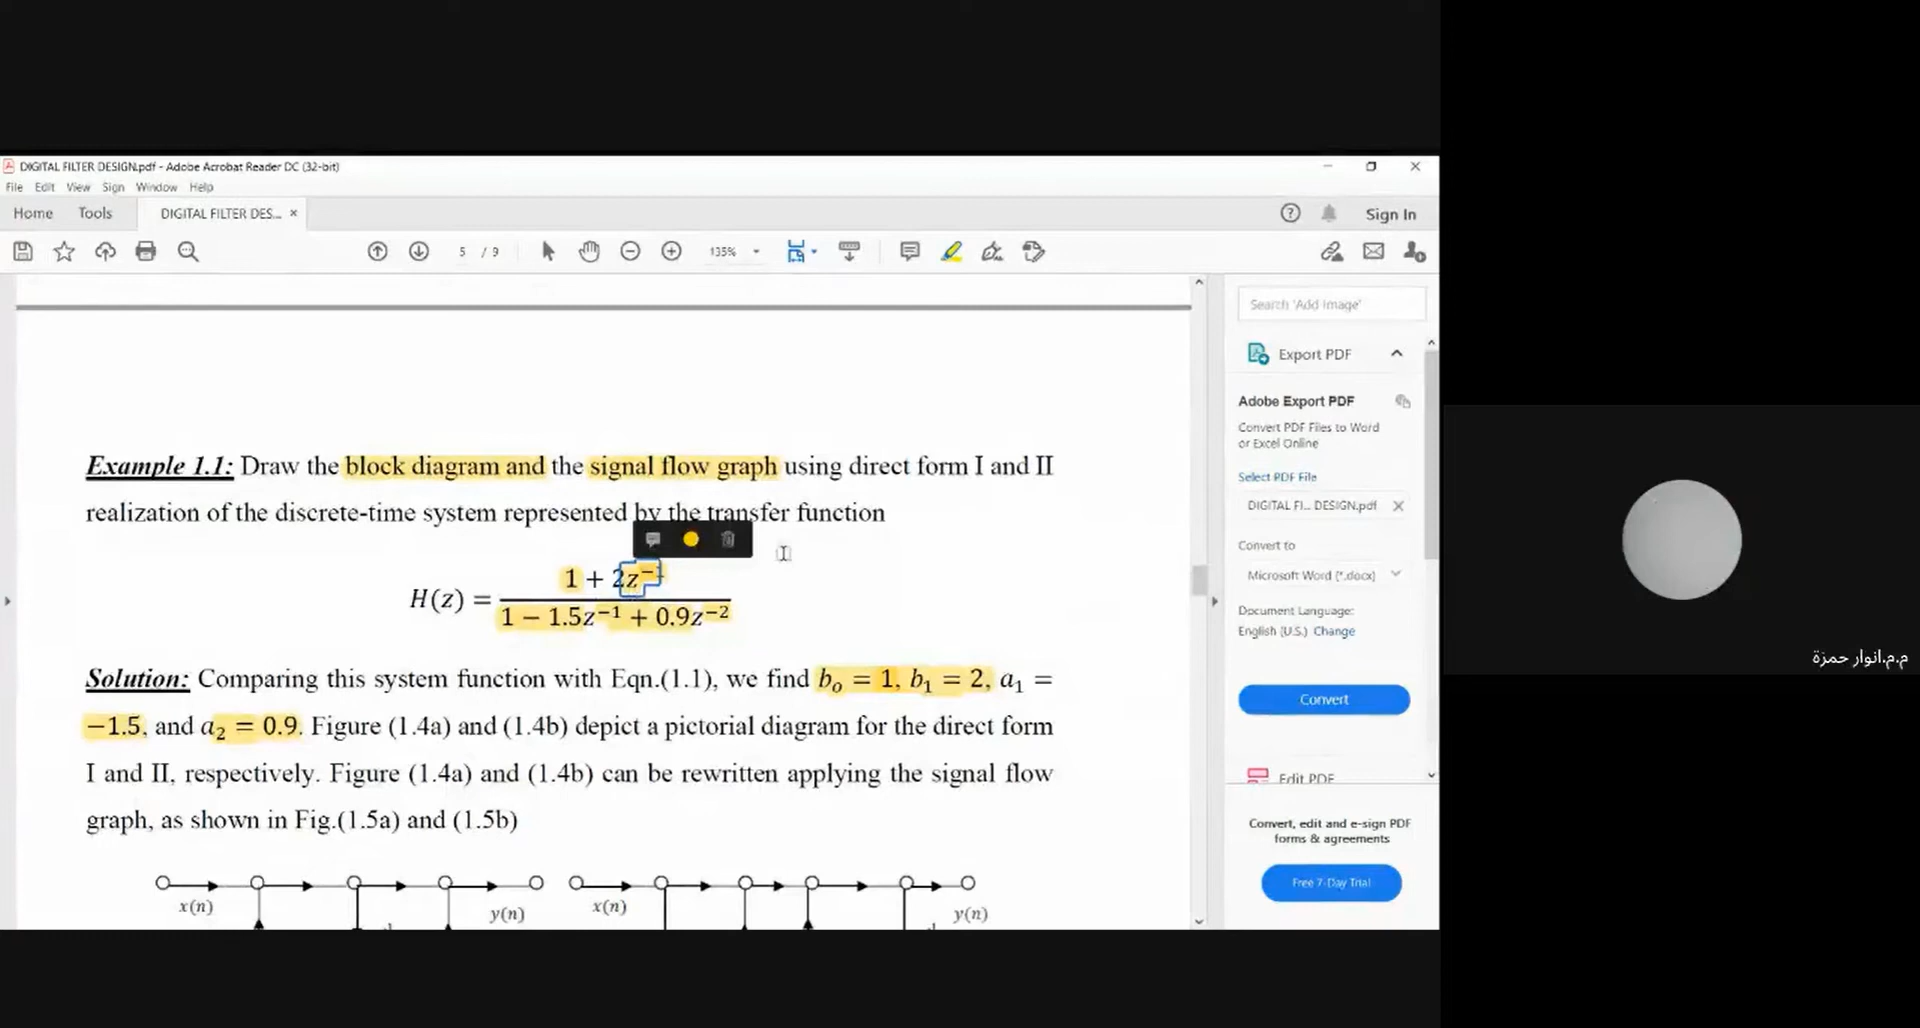 DIGITAL FILTER DESIGN.pdf - Adobe Acrobat Reader DC (32-bit)
File Edit View Sign Window Help
Home Tools DIGITAL FILTER DES... × Sign In
5 / 9 135%
Search 'Add Image'
Export PDF
Adobe Export PDF
Convert PDF Files to Word
or Excel Online
Select PDF File
DIGITAL FI... DESIGN.pdf
Convert to
Microsoft Word (*.docx)
Document Language:
English (U.S.) Change
Convert
Edit PDF
Convert, edit and e-sign PDF
forms & agreements
Free 7-Day Trial
Example 1.1: Draw the block diagram and the signal flow graph using direct form I and II
realization of the discrete-time system represented by the transfer function
H(z) = (1 + 2z⁻¹) / (1 − 1.5z⁻¹ + 0.9z⁻²)
Solution: Comparing this system function with Eqn.(1.1), we find b₀ = 1, b₁ = 2, a₁ =
−1.5, and a₂ = 0.9. Figure (1.4a) and (1.4b) depict a pictorial diagram for the direct form
I and II, respectively. Figure (1.4a) and (1.4b) can be rewritten applying the signal flow
graph, as shown in Fig.(1.5a) and (1.5b)
x(n) y(n) x(n) y(n)
م.م.انوار حمزة